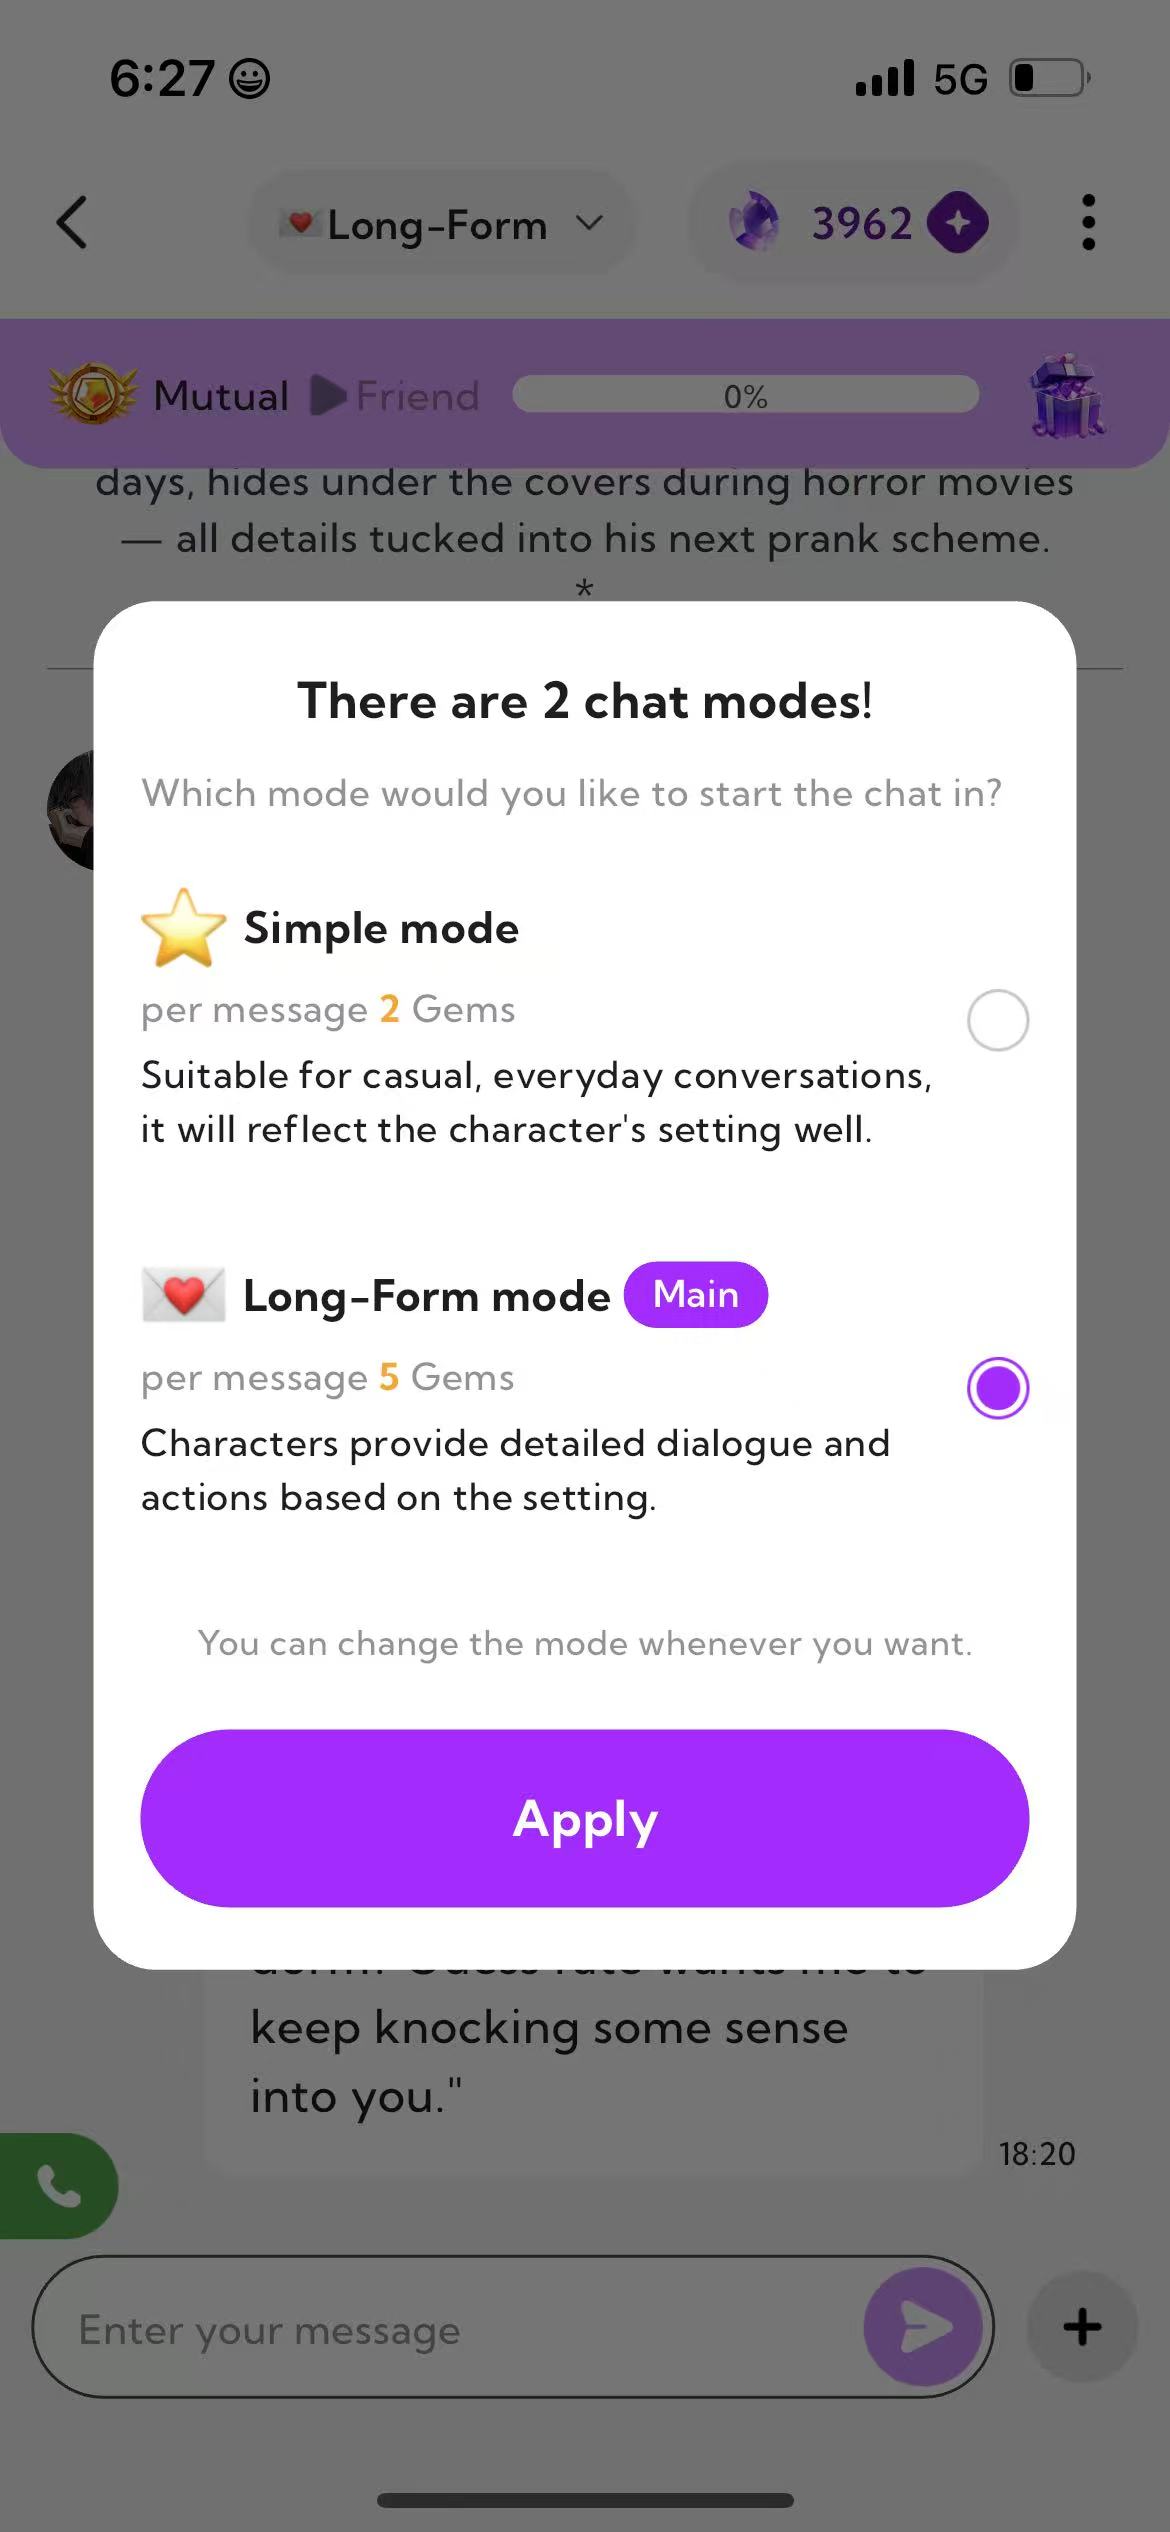 6:27
5G
Long-Form
3962
Mutual
Friend
0%
days, hides under the covers during horror movies
— all details tucked into his next prank scheme.
*
There are 2 chat modes!
Which mode would you like to start the chat in?
Simple mode
per message 2 Gems
Suitable for casual, everyday conversations,
it will reflect the character's setting well.
Long-Form mode
Main
per message 5 Gems
Characters provide detailed dialogue and
actions based on the setting.
You can change the mode whenever you want.
Apply
keep knocking some sense
into you."
18:20
Enter your message